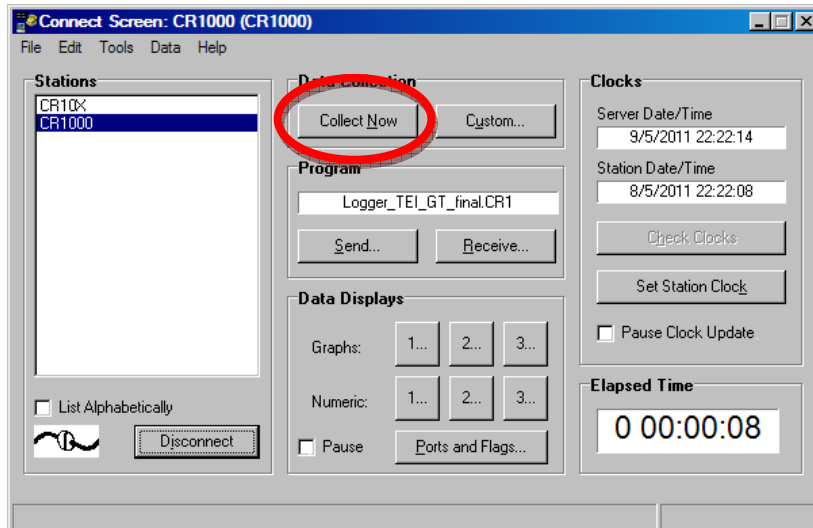 Connect Screen: CR1000 (CR1000)
File Edit Tools Data Help
Stations
CR10X
CR1000
List Alphabetically
Disconnect
Data Collection
Collect Now
Custom...
Program
Logger_TEI_GT_final.CR1
Send...
Receive...
Data Displays
Graphs: 1... 2... 3...
Numeric: 1... 2... 3...
Pause
Ports and Flags...
Clocks
Server Date/Time
9/5/2011 22:22:14
Station Date/Time
8/5/2011 22:22:08
Check Clocks
Set Station Clock
Pause Clock Update
Elapsed Time
0 00:00:08